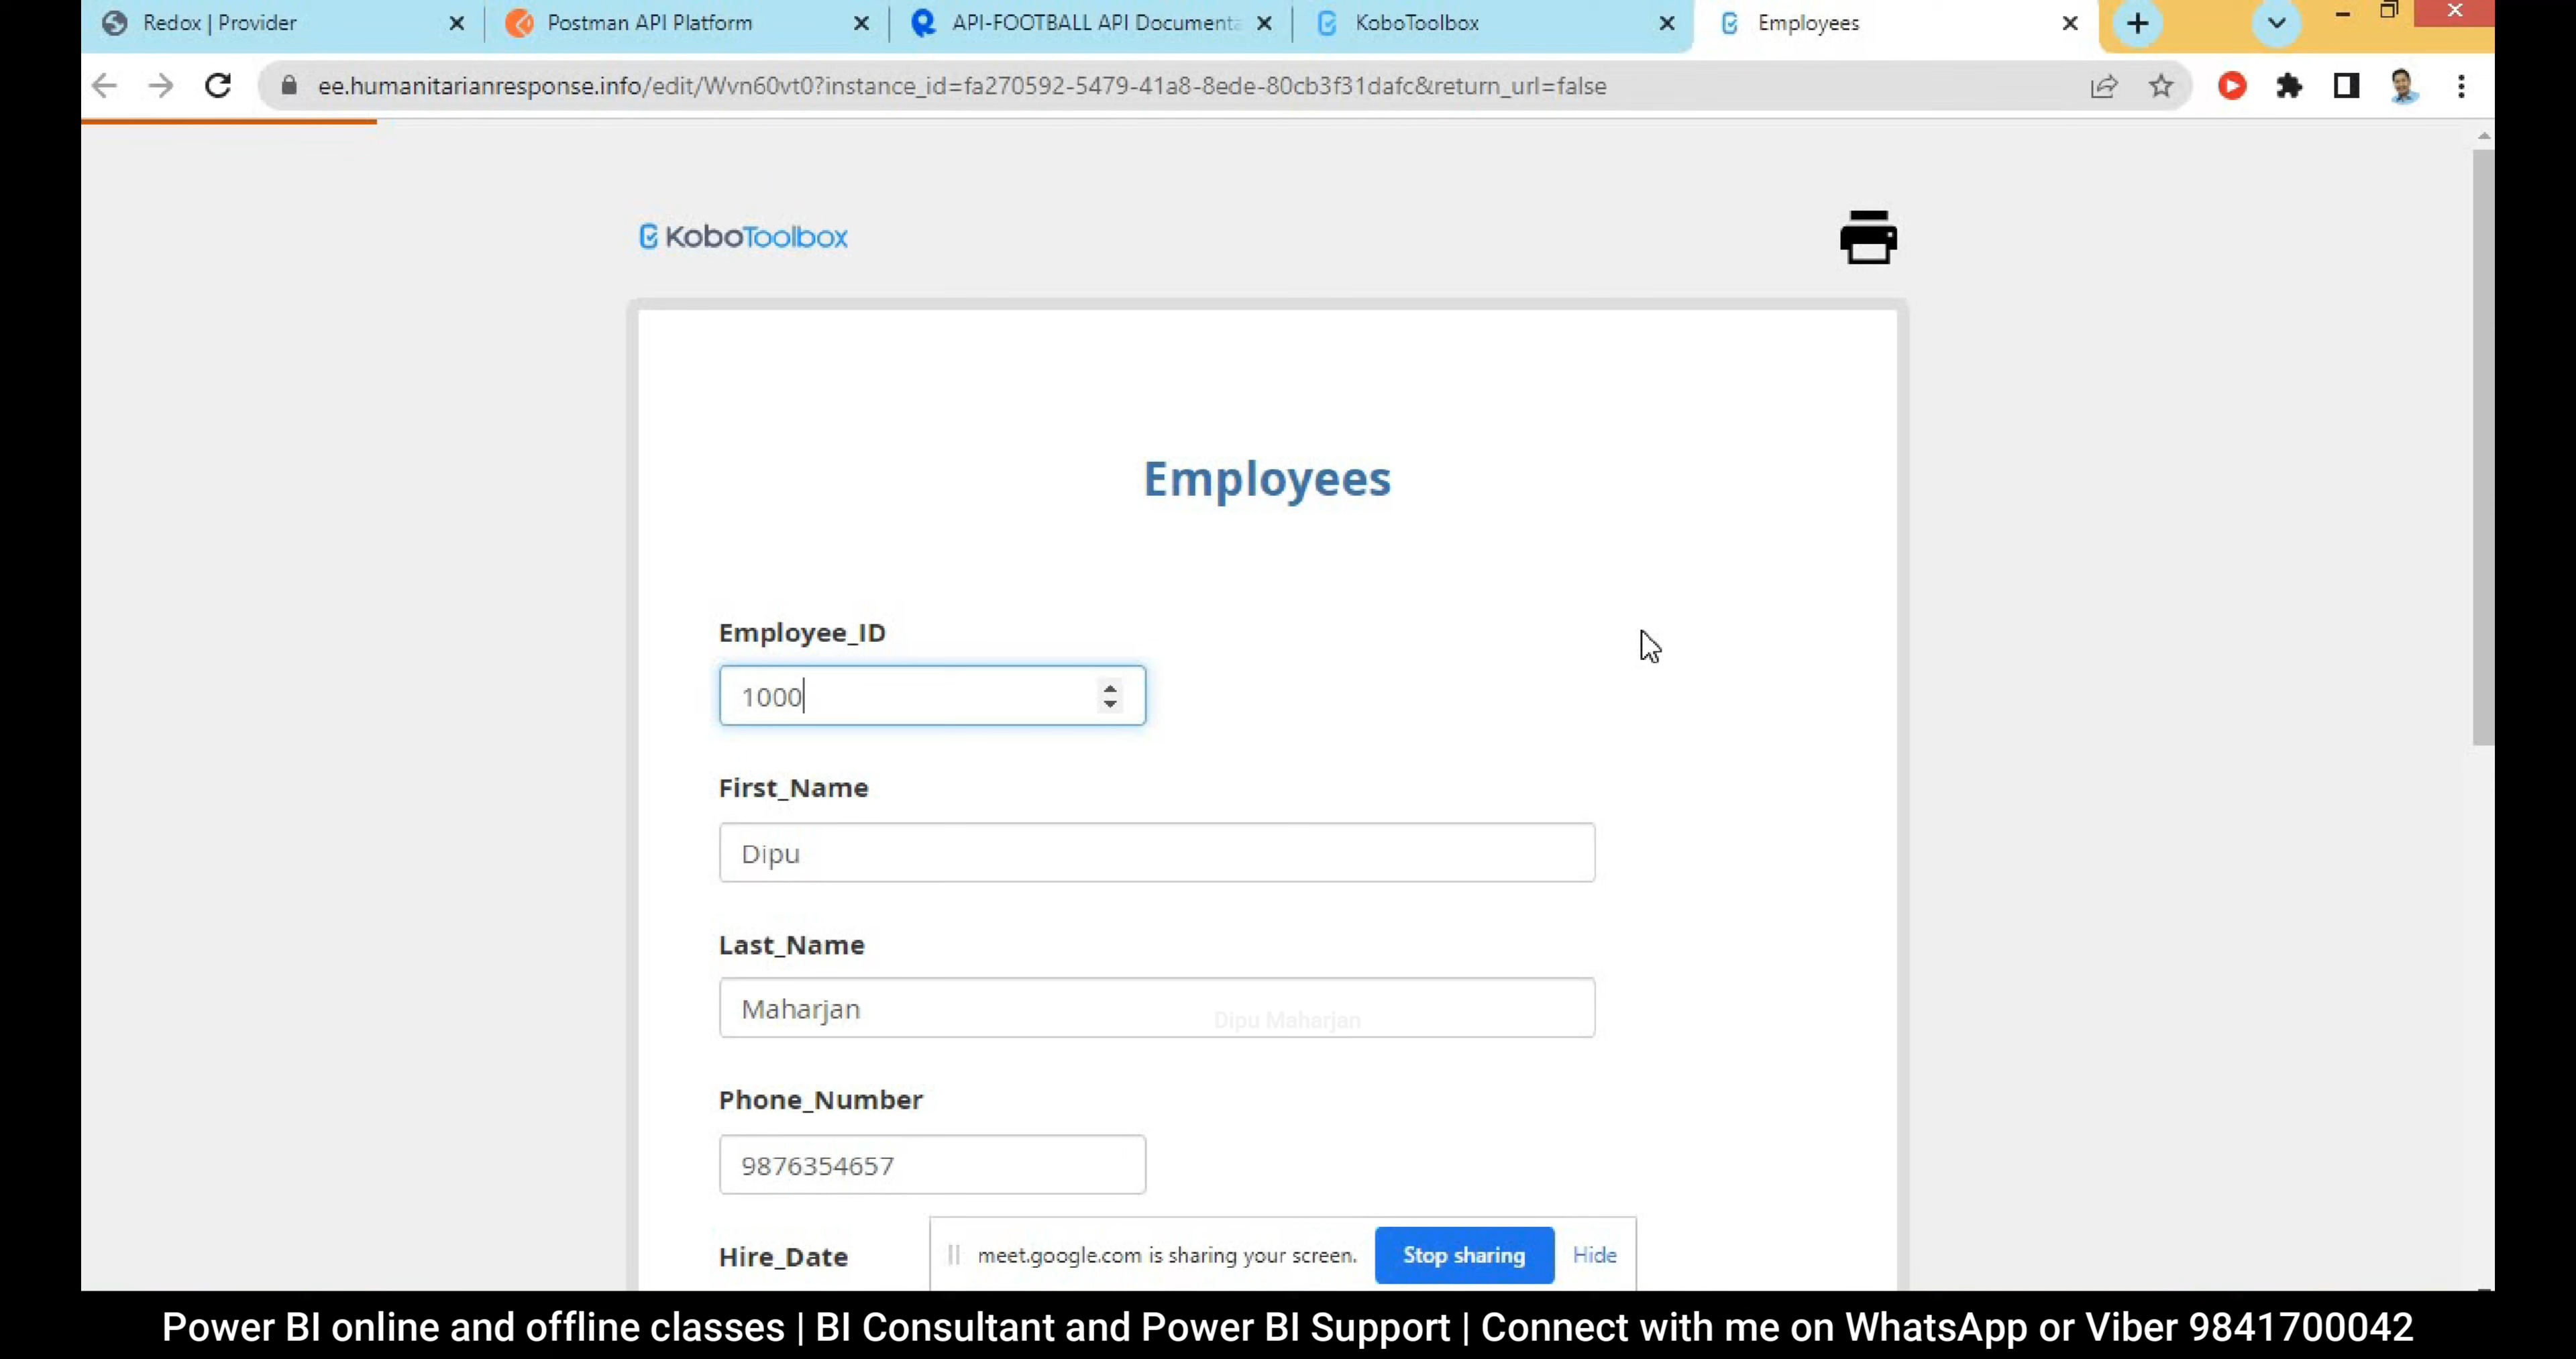 Redox | Provider
Postman API Platform
API-FOOTBALL API Documenta
KoboToolbox
Employees
ee.humanitarianresponse.info/edit/Wvn60vt0?instance_id=fa270592-5479-41a8-8ede-80cb3f31dafc&return_url=false
KoboToolbox
Employees
Employee_ID
1000
First_Name
Dipu
Last_Name
Maharjan
Dipu Maharjan
Phone_Number
9876354657
Hire_Date
meet.google.com is sharing your screen.
Stop sharing
Hide
Power BI online and offline classes | BI Consultant and Power BI Support | Connect with me on WhatsApp or Viber 9841700042